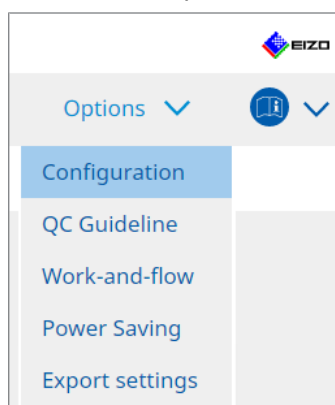 EIZO
Options
Configuration
QC Guideline
Work-and-flow
Power Saving
Export settings